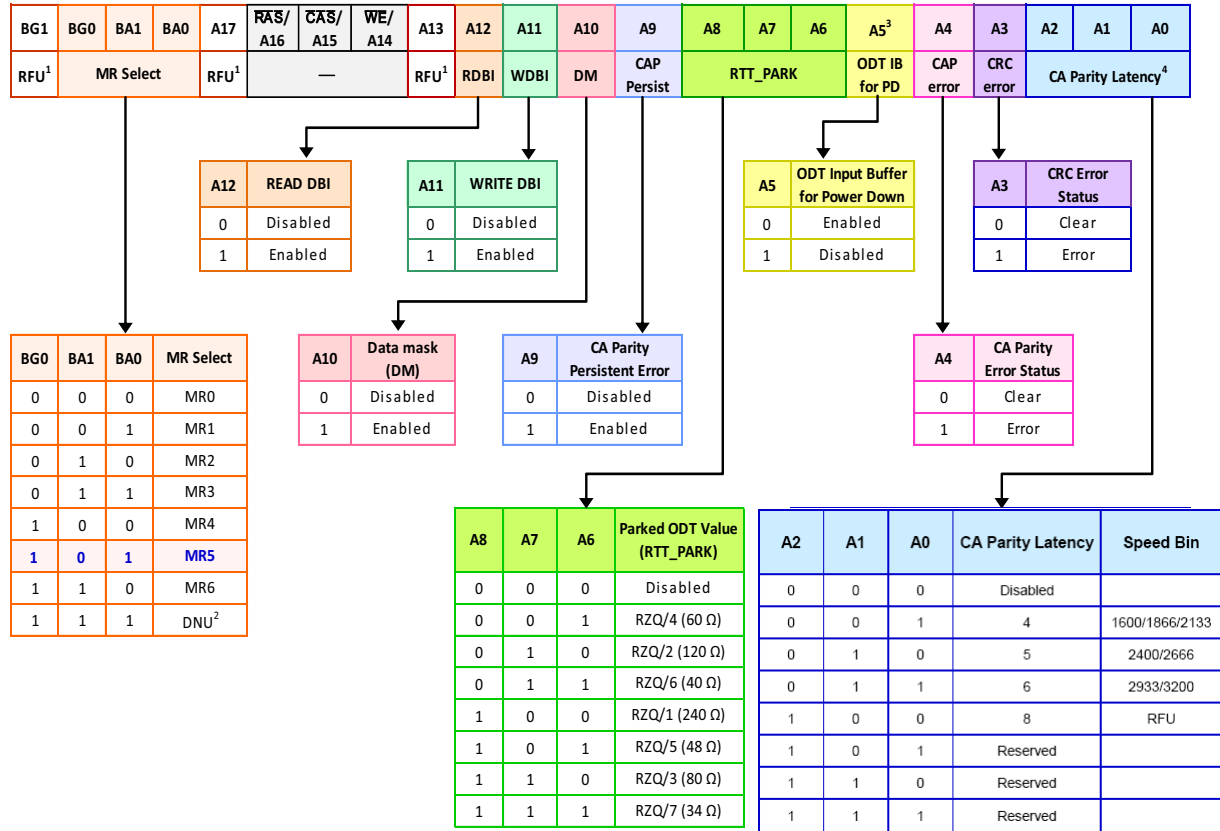 BG1 BG0 BA1 BA0 A17 RAS/ A16 CAS/ A15 WE/ A14 A13 A12 A11 A10 A9 A8 A7 A6 A5³ A4 A3 A2 A1 A0
RFU¹ MR Select RFU¹ — RFU¹ RDBI WDBI DM CAP Persist RTT_PARK ODT IB for PD CAP error CRC error CA Parity Latency⁴
A12 READ DBI
0 Disabled
1 Enabled
A11 WRITE DBI
0 Disabled
1 Enabled
A5 ODT Input Buffer for Power Down
0 Enabled
1 Disabled
A3 CRC Error Status
0 Clear
1 Error
BG0 BA1 BA0 MR Select
0 0 0 MR0
0 0 1 MR1
0 1 0 MR2
0 1 1 MR3
1 0 0 MR4
1 0 1 MR5
1 1 0 MR6
1 1 1 DNU²
A10 Data mask (DM)
0 Disabled
1 Enabled
A9 CA Parity Persistent Error
0 Disabled
1 Enabled
A4 CA Parity Error Status
0 Clear
1 Error
A8 A7 A6 Parked ODT Value (RTT_PARK)
0 0 0 Disabled
0 0 1 RZQ/4 (60 Ω)
0 1 0 RZQ/2 (120 Ω)
0 1 1 RZQ/6 (40 Ω)
1 0 0 RZQ/1 (240 Ω)
1 0 1 RZQ/5 (48 Ω)
1 1 0 RZQ/3 (80 Ω)
1 1 1 RZQ/7 (34 Ω)
A2 A1 A0 CA Parity Latency Speed Bin
0 0 0 Disabled
0 0 1 4 1600/1866/2133
0 1 0 5 2400/2666
0 1 1 6 2933/3200
1 0 0 8 RFU
1 0 1 Reserved
1 1 0 Reserved
1 1 1 Reserved